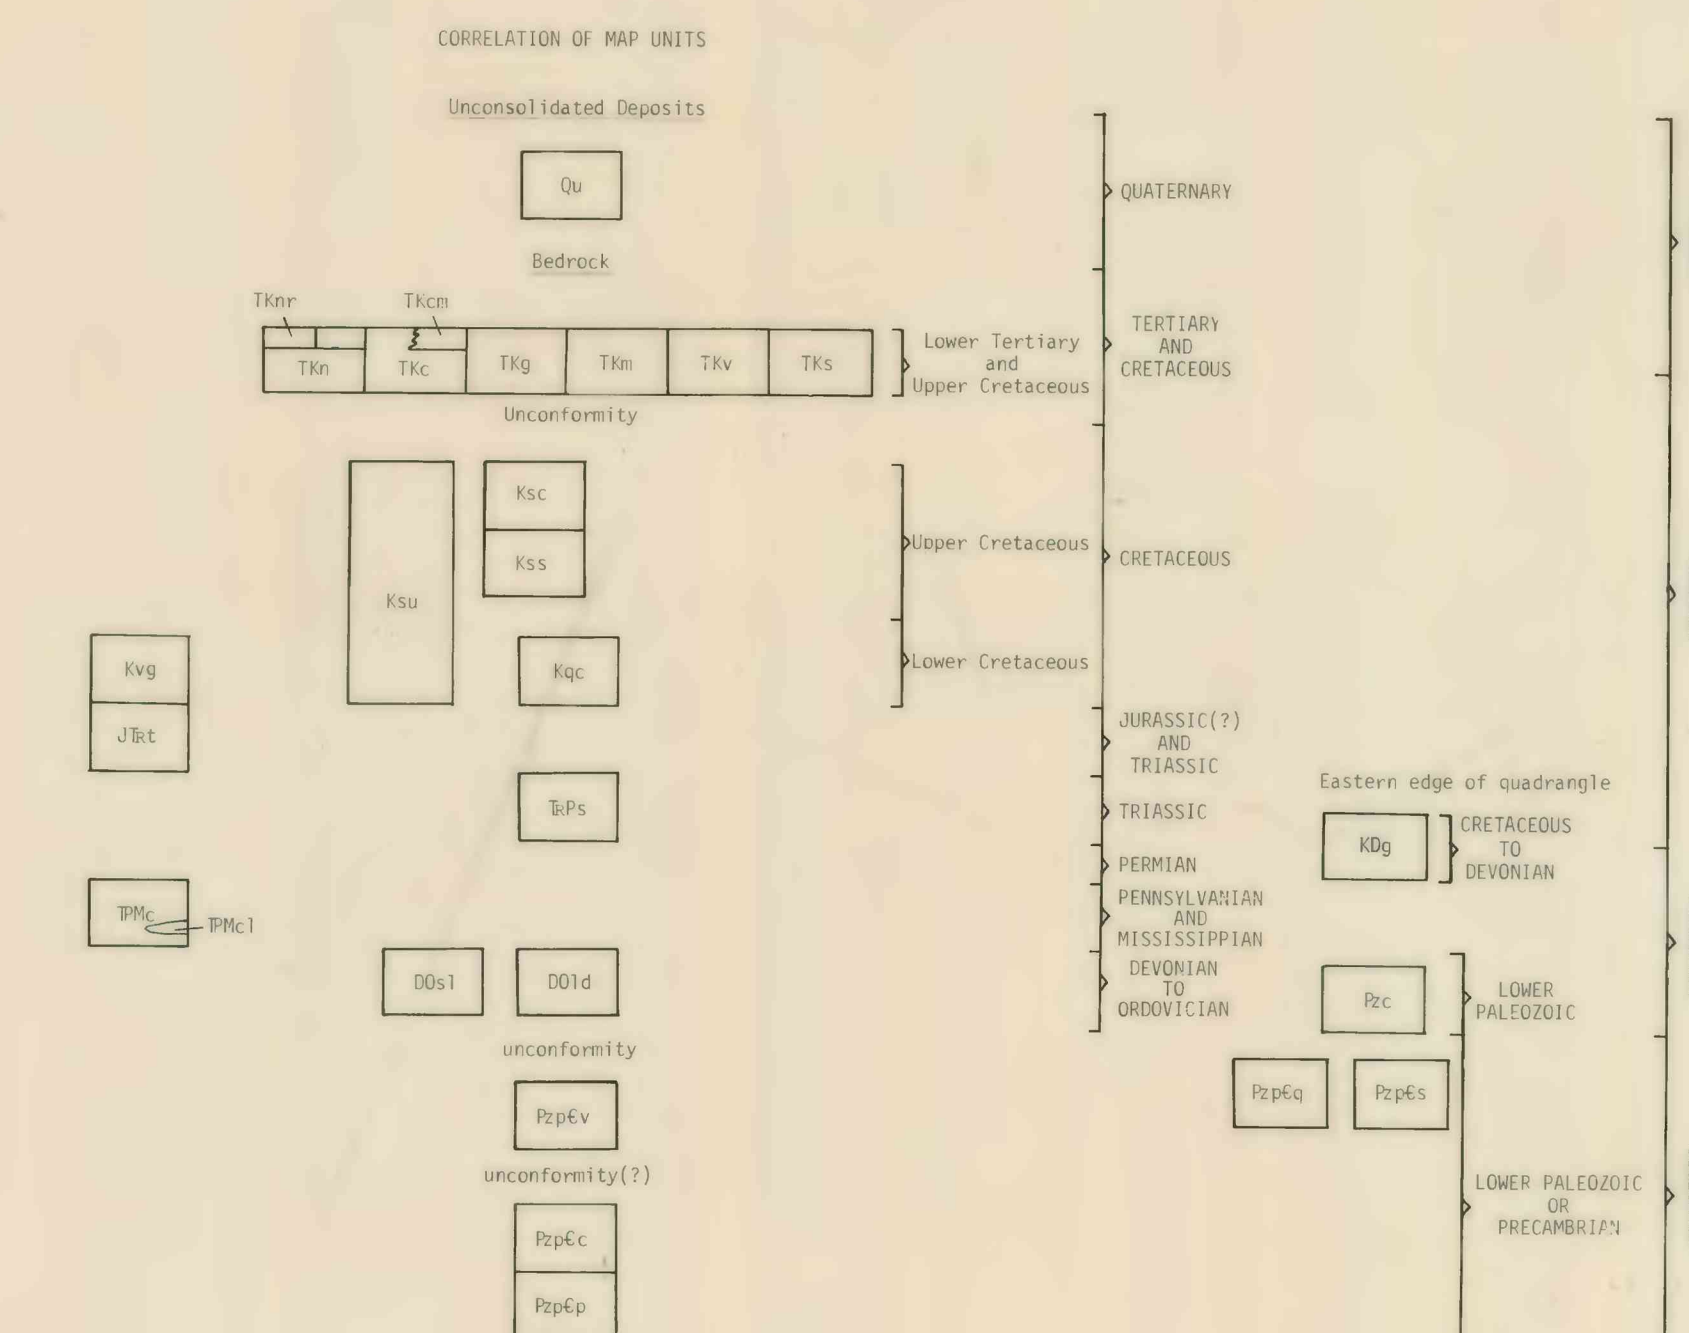 CORRELATION OF MAP UNITS
Unconsolidated Deposits
Qu
QUATERNARY
Bedrock
TKnr
TKcm
TKn
TKc
TKg
TKm
TKv
TKs
Lower Tertiary
and
Upper Cretaceous
TERTIARY
AND
CRETACEOUS
Unconformity
Ksc
Kss
Ksu
Upper Cretaceous
CRETACEOUS
Kvg
Kqc
Lower Cretaceous
JTRt
JURASSIC(?)
AND
TRIASSIC
TRPs
TRIASSIC
Eastern edge of quadrangle
KDg
CRETACEOUS
TO
DEVONIAN
PERMIAN
PENNSYLVANIAN
AND
MISSISSIPPIAN
IPMc
IPMcl
DOsl
DOld
DEVONIAN
TO
ORDOVICIAN
Pzc
LOWER
PALEOZOIC
unconformity
Pzp€v
Pzp€q
Pzp€s
unconformity(?)
Pzp€c
Pzp€p
LOWER PALEOZOIC
OR
PRECAMBRIAN